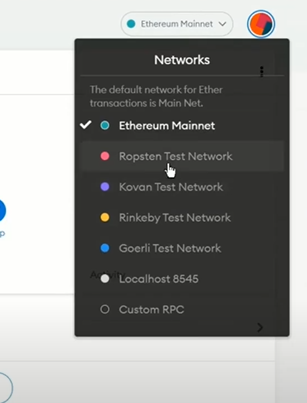 Ethereum Mainnet
Networks
The default network for Ether
transactions is Main Net.
Ethereum Mainnet
Ropsten Test Network
Kovan Test Network
Rinkeby Test Network
p
Goerli Test Network
Localhost 8545
Custom RPC